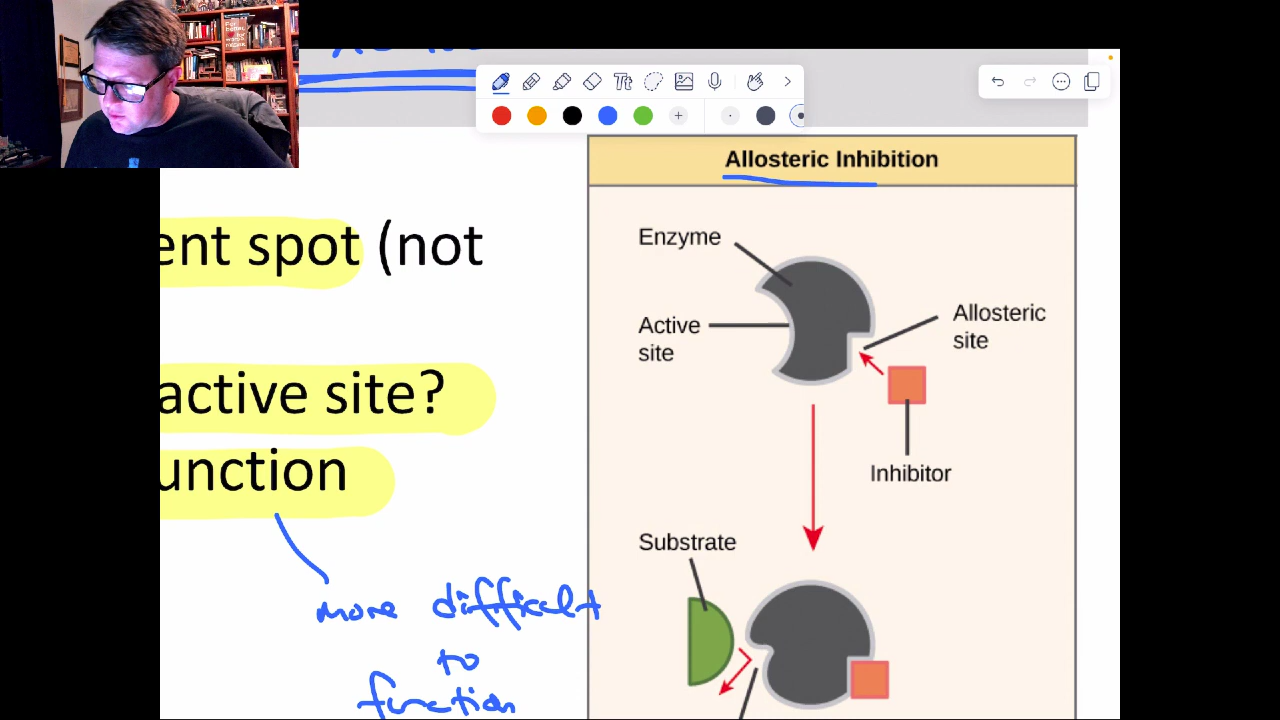 Tt
Allosteric Inhibition
ent spot (not
active site?
unction
more difficult
to
function
Enzyme
Active
site
Allosteric
site
Inhibitor
Substrate